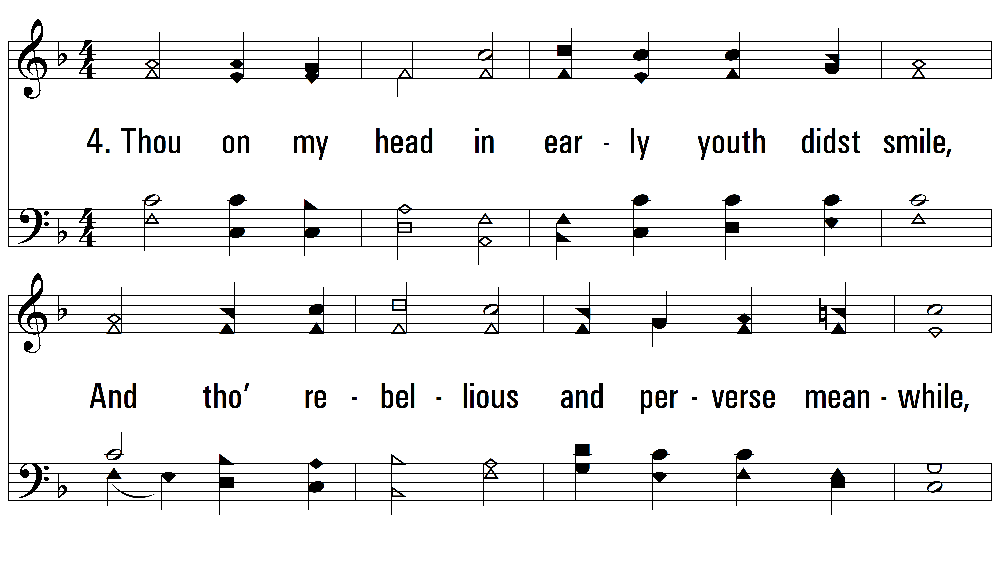 4. Thou on my head in ear - ly youth didst smile,
And tho’ re - bel - lious and per - verse mean - while,